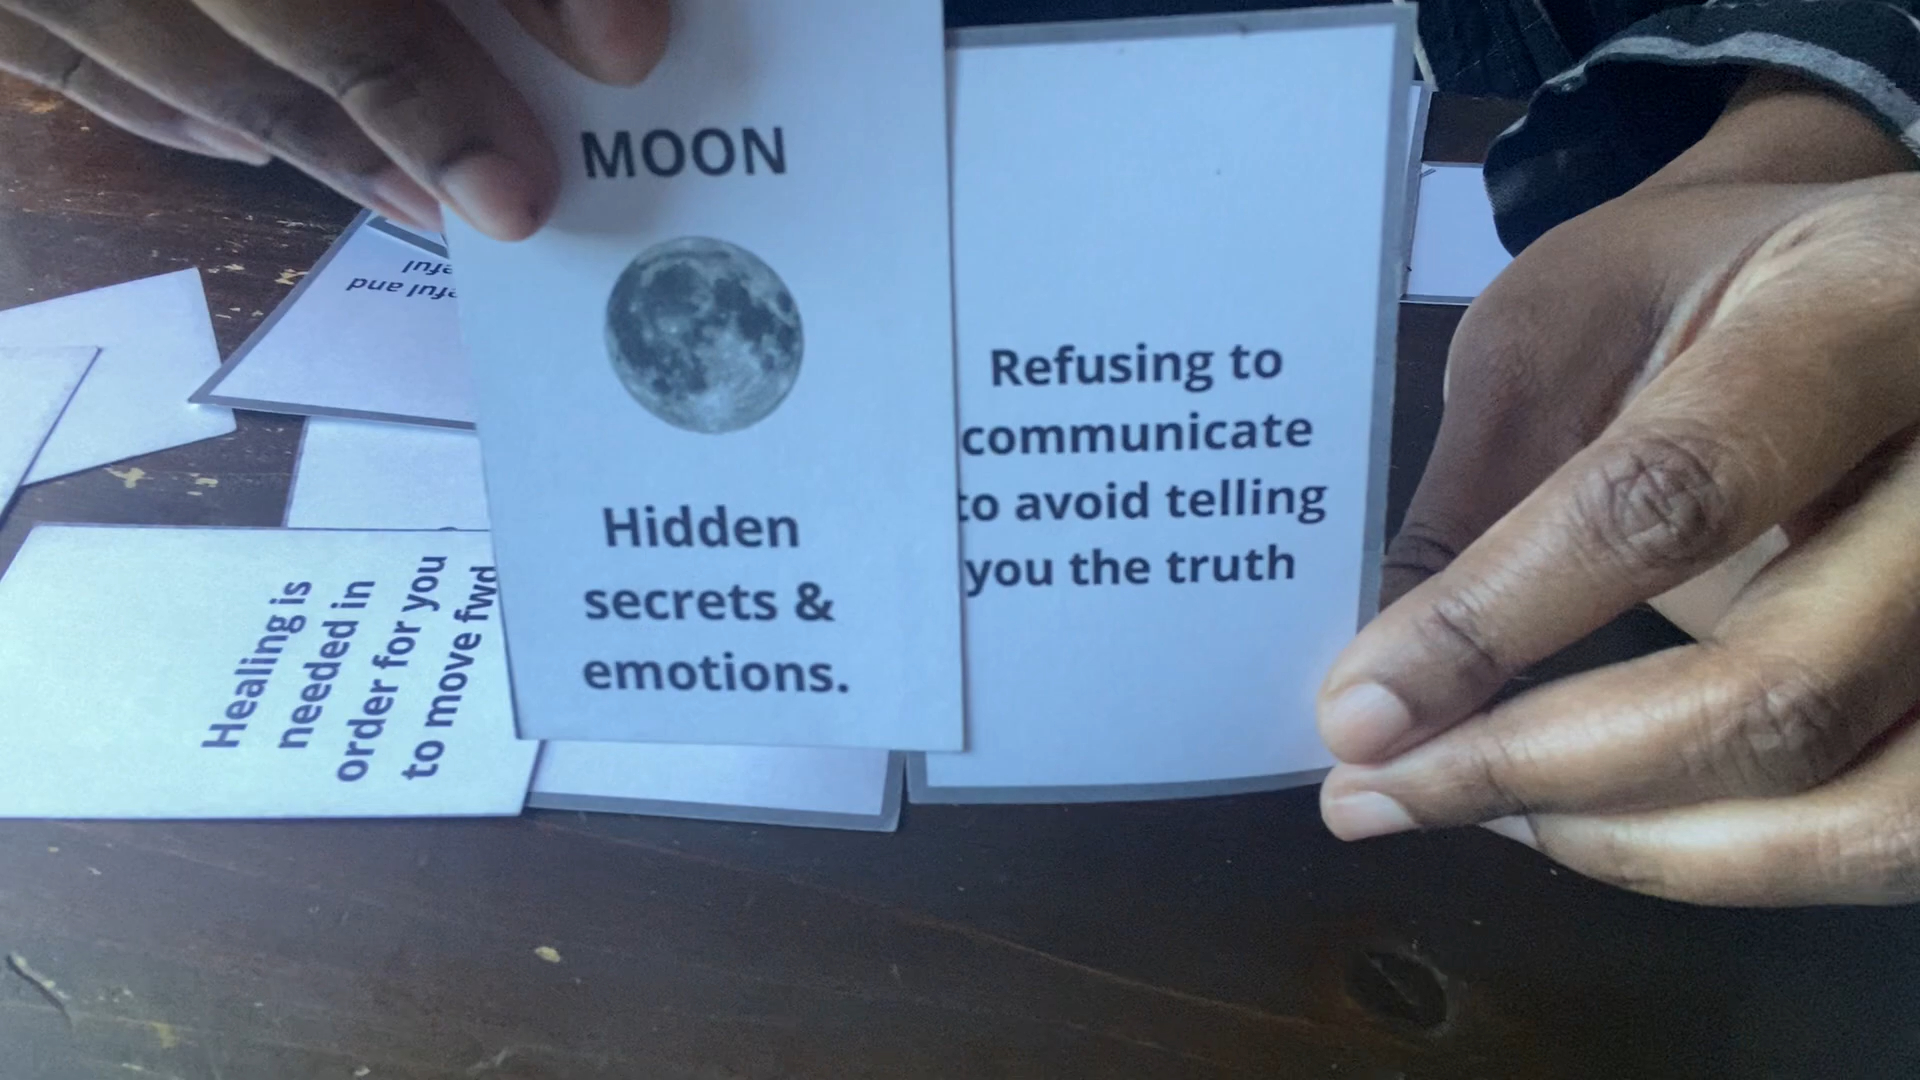 MOON
Hidden
secrets &
emotions.
Refusing to
communicate
to avoid telling
you the truth
Healing is
needed in
order for you
to move fwd
and